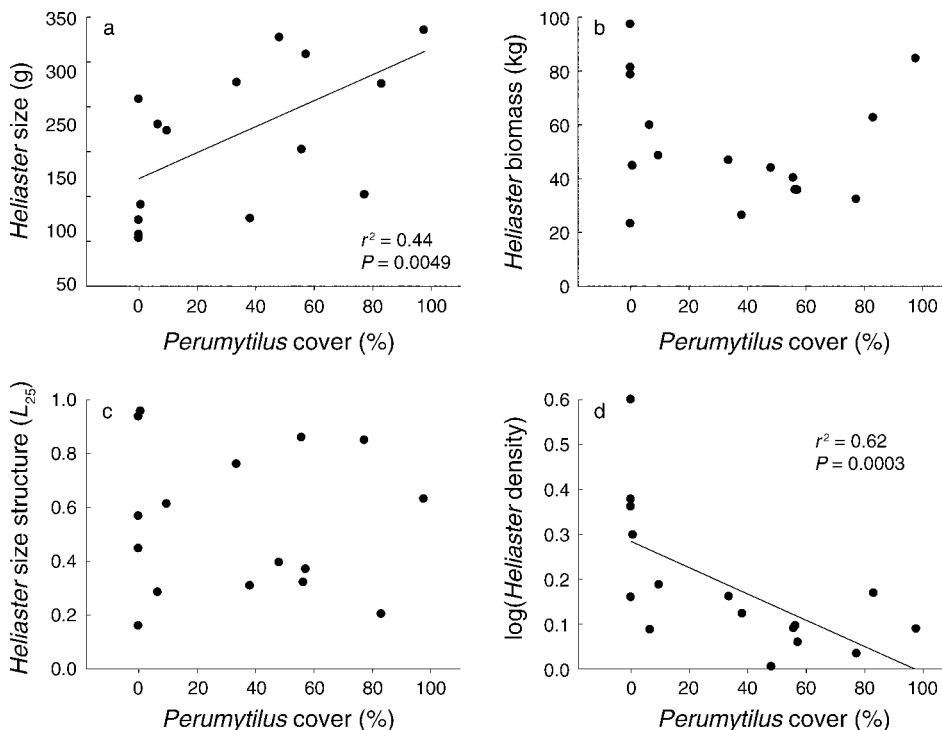 a
350
300
250
150
100
50
Heliaster size (g)
r² = 0.44
P = 0.0049
0 20 40 60 80 100
Perumytilus cover (%)
b
100
80
60
40
20
0
Heliaster biomass (kg)
0 20 40 60 80 100
Perumytilus cover (%)
c
1.0
0.8
0.6
0.4
0.2
0.0
Heliaster size structure (L₂₅)
0 20 40 60 80 100
Perumytilus cover (%)
d
0.6
0.5
0.4
0.3
0.2
0.1
0.0
log(Heliaster density)
r² = 0.62
P = 0.0003
0 20 40 60 80 100
Perumytilus cover (%)